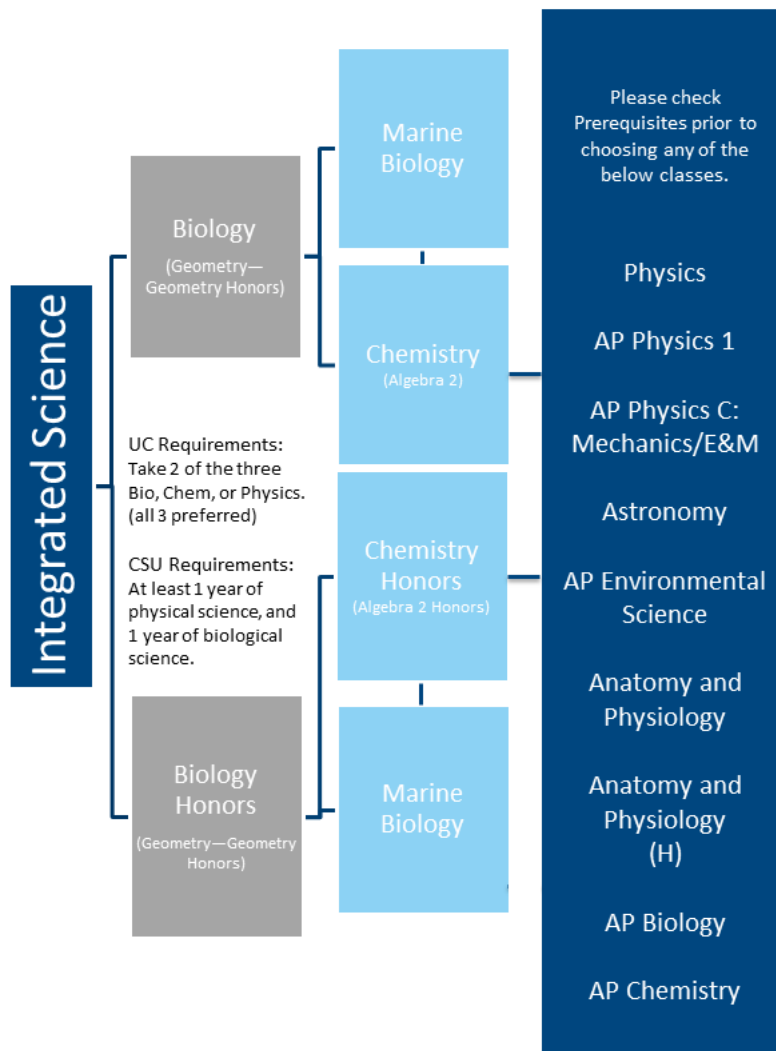 Integrated Science
Biology
(Geometry—
Geometry Honors)
UC Requirements:
Take 2 of the three
Bio, Chem, or Physics.
(all 3 preferred)
CSU Requirements:
At least 1 year of
physical science, and
1 year of biological
science.
Biology
Honors
(Geometry—Geometry
Honors)
Marine
Biology
Chemistry
(Algebra 2)
Chemistry
Honors
(Algebra 2 Honors)
Marine
Biology
Please check
Prerequisites prior to
choosing any of the
below classes.
Physics
AP Physics 1
AP Physics C:
Mechanics/E&M
Astronomy
AP Environmental
Science
Anatomy and
Physiology
Anatomy and
Physiology
(H)
AP Biology
AP Chemistry